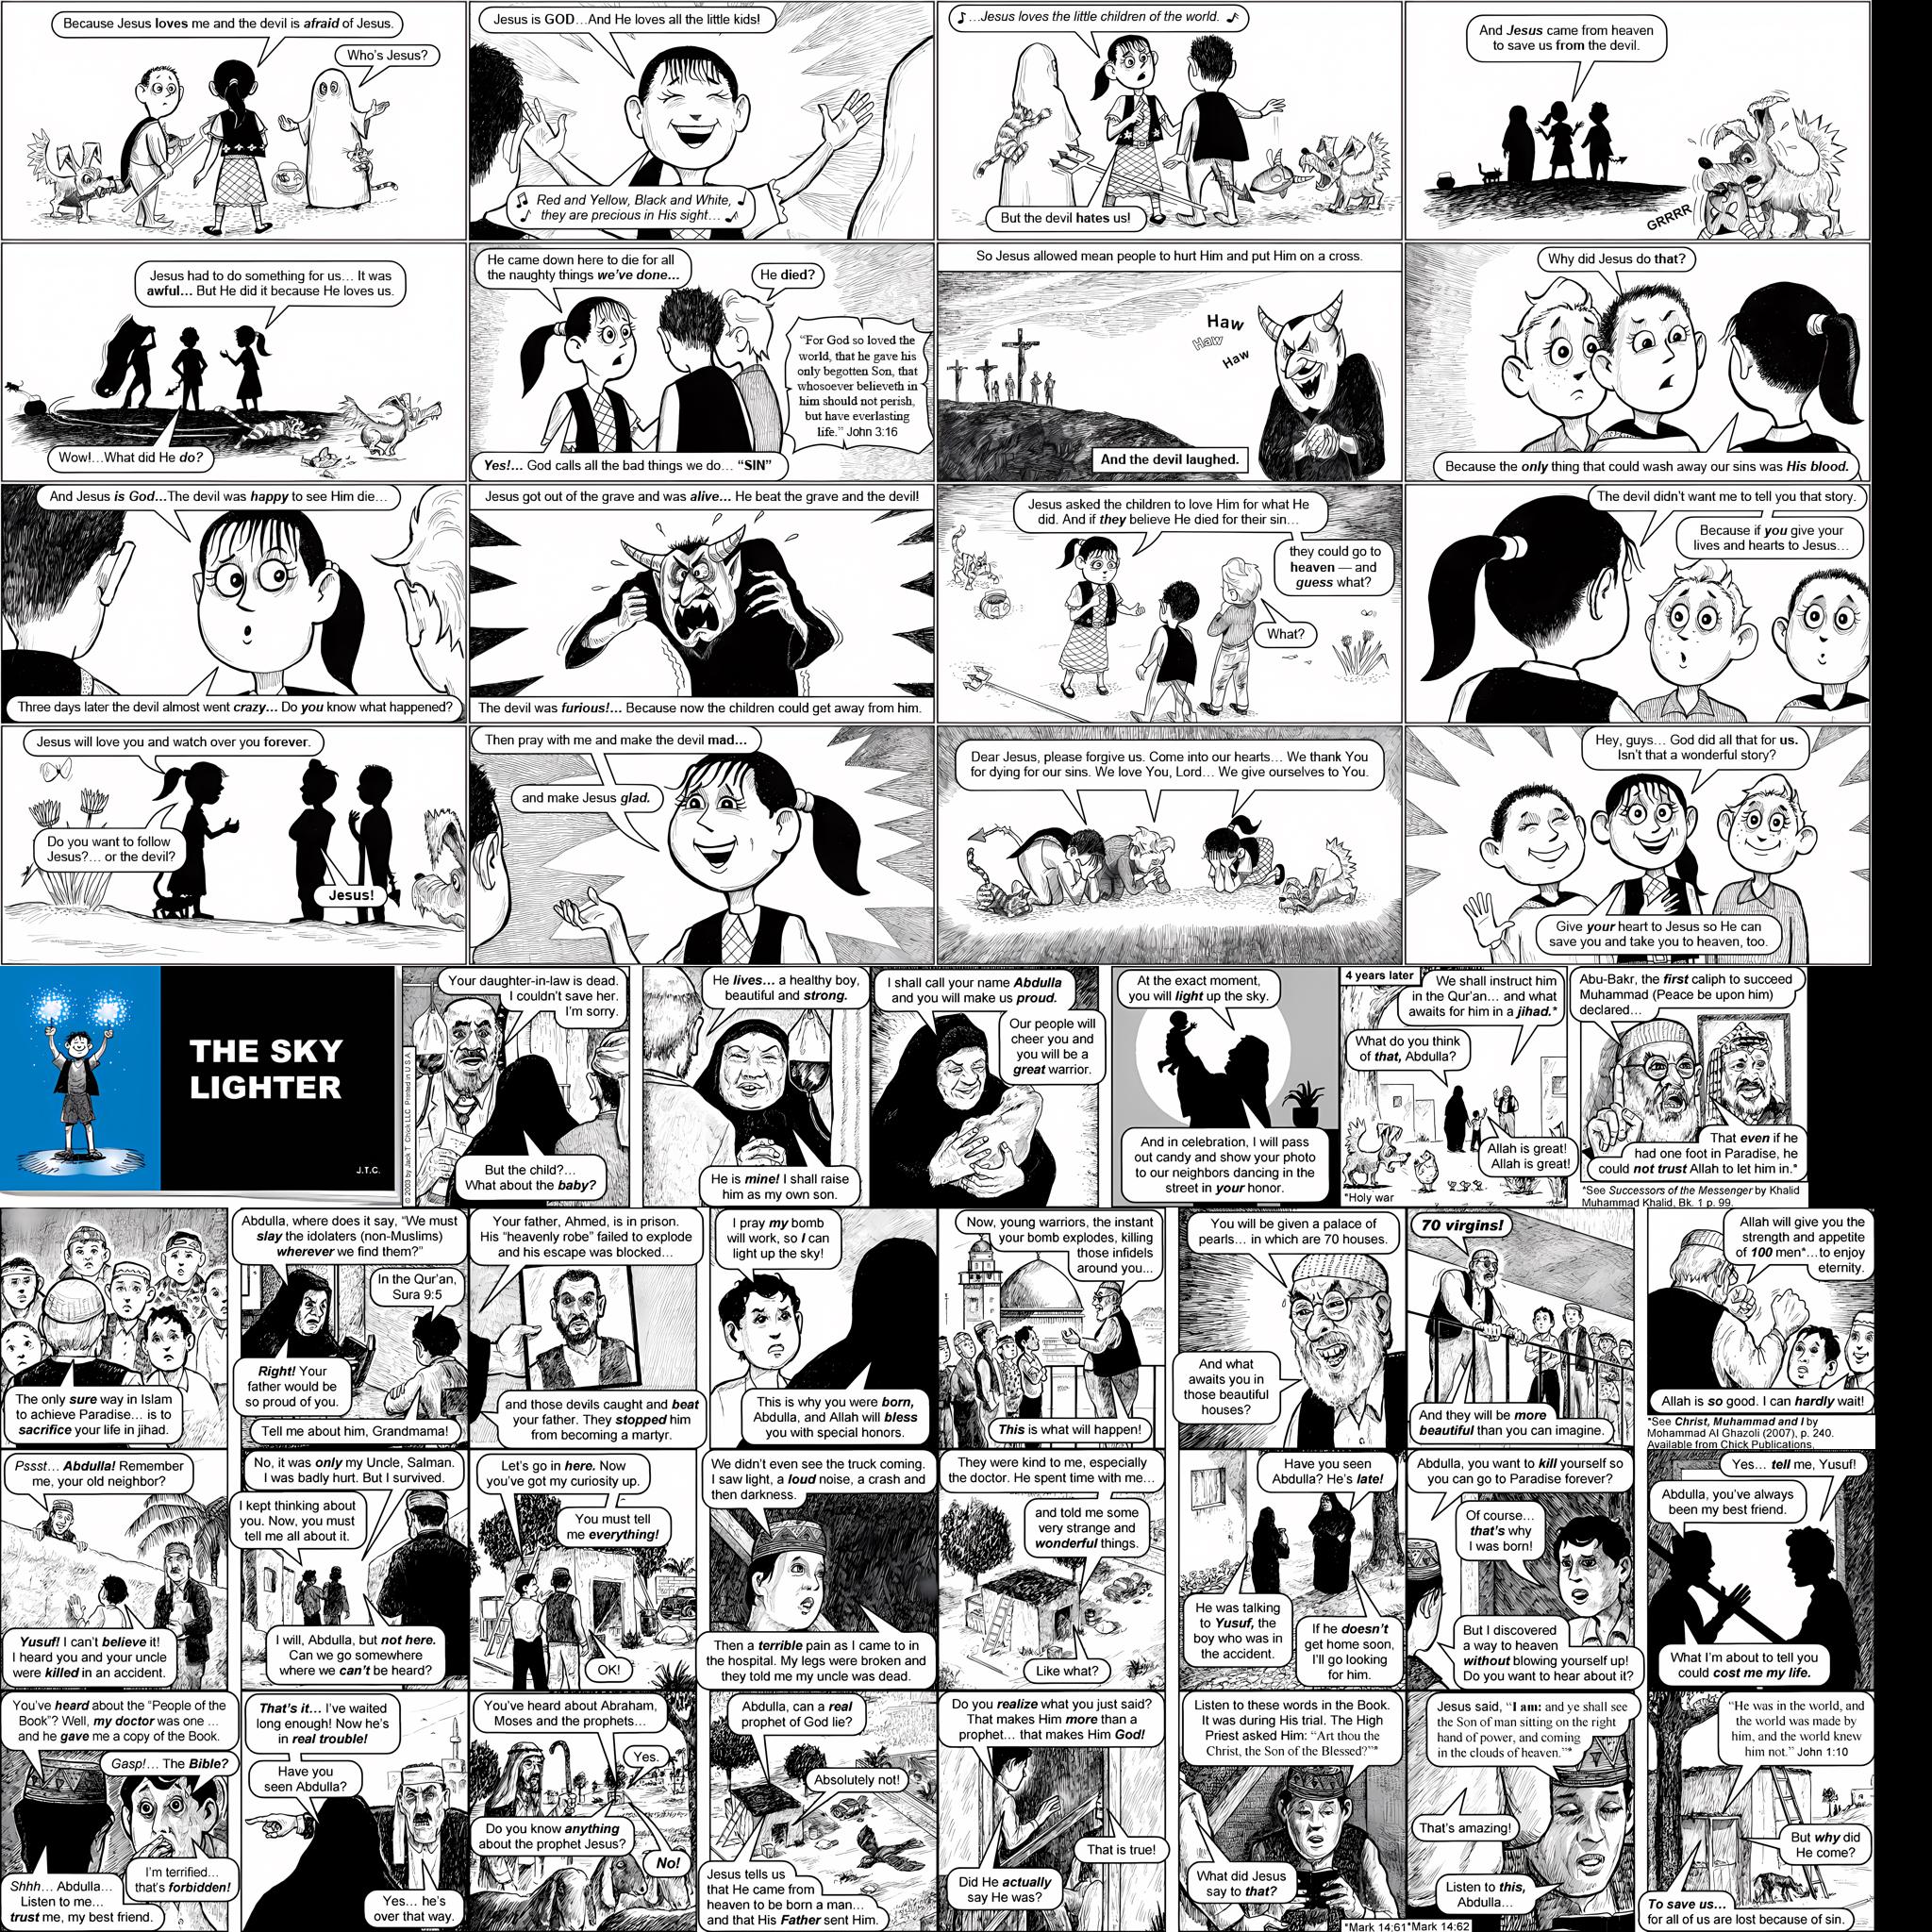 Because Jesus loves me and the devil is afraid of Jesus.
Who's Jesus?
Jesus is GOD...And He loves all the little kids!
Red and Yellow, Black and White,
they are precious in His sight...
...Jesus loves the little children of the world.
But the devil hates us!
And Jesus came from heaven
to save us from the devil.
GRRRR
Jesus had to do something for us... It was
awful... But He did it because He loves us.
Wow!...What did He do?
He came down here to die for all
the naughty things we've done...
He died?
"For God so loved the
world, that he gave his
only begotten Son, that
whosoever believeth in
him should not perish,
but have everlasting
life." John 3:16
Yes!... God calls all the bad things we do... "SIN"
So Jesus allowed mean people to hurt Him and put Him on a cross.
Haw
Haw
Haw
And the devil laughed.
Why did Jesus do that?
Because the only thing that could wash away our sins was His blood.
And Jesus is God...The devil was happy to see Him die...
Three days later the devil almost went crazy... Do you know what happened?
Jesus got out of the grave and was alive... He beat the grave and the devil!
The devil was furious!... Because now the children could get away from him.
Jesus asked the children to love Him for what He
did. And if they believe He died for their sin...
they could go to
heaven — and
guess what?
What?
The devil didn't want me to tell you that story.
Because if you give your
lives and hearts to Jesus...
Jesus will love you and watch over you forever.
Do you want to follow
Jesus?... or the devil?
Jesus!
Then pray with me and make the devil mad...
and make Jesus glad.
Dear Jesus, please forgive us. Come into our hearts... We thank You
for dying for our sins. We love You, Lord... We give ourselves to You.
Hey, guys... God did all that for us.
Isn't that a wonderful story?
Give your heart to Jesus so He can
save you and take you to heaven, too.
THE SKY
LIGHTER
J.T.C.
© 2003 by Jack T. Chick LLC Printed in U.S.A.
Your daughter-in-law is dead.
I couldn't save her.
I'm sorry.
But the child?...
What about the baby?
He lives... a healthy boy,
beautiful and strong.
He is mine! I shall raise
him as my own son.
I shall call your name Abdulla
and you will make us proud.
Our people will
cheer you and
you will be a
great warrior.
At the exact moment,
you will light up the sky.
And in celebration, I will pass
out candy and show your photo
to our neighbors dancing in the
street in your honor.
4 years later
We shall instruct him
in the Qur'an... and what
awaits for him in a jihad.*
What do you think
of that, Abdulla?
Allah is great!
Allah is great!
*Holy war
Abu-Bakr, the first caliph to succeed
Muhammad (Peace be upon him)
declared...
That even if he
had one foot in Paradise, he
could not trust Allah to let him in.*
*See Successors of the Messenger by Khalid
Muhammad Khalid, Bk. 1 p. 99.
The only sure way in Islam
to achieve Paradise... is to
sacrifice your life in jihad.
Abdulla, where does it say, "We must
slay the idolaters (non-Muslims)
wherever we find them?"
In the Qur'an,
Sura 9:5
Right! Your
father would be
so proud of you.
Tell me about him, Grandmama!
Your father, Ahmed, is in prison.
His "heavenly robe" failed to explode
and his escape was blocked...
and those devils caught and beat
your father. They stopped him
from becoming a martyr.
I pray my bomb
will work, so I can
light up the sky!
This is why you were born,
Abdulla, and Allah will bless
you with special honors.
Now, young warriors, the instant
your bomb explodes, killing
those infidels
around you...
This is what will happen!
You will be given a palace of
pearls... in which are 70 houses.
And what
awaits you in
those beautiful
houses?
70 virgins!
And they will be more
beautiful than you can imagine.
Allah will give you the
strength and appetite
of 100 men*...to enjoy
eternity.
Allah is so good. I can hardly wait!
*See Christ, Muhammad and I by
Mohammad Al Ghazoli (2007), p. 240.
Available from Chick Publications.
Pssst... Abdulla! Remember
me, your old neighbor?
Yusuf! I can't believe it!
I heard you and your uncle
were killed in an accident.
No, it was only my Uncle, Salman.
I was badly hurt. But I survived.
I kept thinking about
you. Now, you must
tell me all about it.
I will, Abdulla, but not here.
Can we go somewhere
where we can't be heard?
Let's go in here. Now
you've got my curiosity up.
You must tell
me everything!
OK!
We didn't even see the truck coming.
I saw light, a loud noise, a crash and
then darkness.
Then a terrible pain as I came to in
the hospital. My legs were broken and
they told me my uncle was dead.
They were kind to me, especially
the doctor. He spent time with me...
and told me some
very strange and
wonderful things.
Like what?
Have you seen
Abdulla? He's late!
He was talking
to Yusuf, the
boy who was in
the accident.
If he doesn't
get home soon,
I'll go looking
for him.
Abdulla, you want to kill yourself so
you can go to Paradise forever?
Of course...
that's why
I was born!
But I discovered
a way to heaven
without blowing yourself up!
Do you want to hear about it?
Yes... tell me, Yusuf!
Abdulla, you've always
been my best friend.
What I'm about to tell you
could cost me my life.
You've heard about the "People of the
Book"? Well, my doctor was one ...
and he gave me a copy of the Book.
Gasp!... The Bible?
I'm terrified...
that's forbidden!
Shhh... Abdulla...
Listen to me...
trust me, my best friend.
That's it... I've waited
long enough! Now he's
in real trouble!
Have you
seen Abdulla?
Yes... he's
over that way.
You've heard about Abraham,
Moses and the prophets...
Yes.
Do you know anything
about the prophet Jesus?
No!
Abdulla, can a real
prophet of God lie?
Absolutely not!
Jesus tells us
that He came from
heaven to be born a man...
and that His Father sent Him.
Do you realize what you just said?
That makes Him more than a
prophet... that makes Him God!
That is true!
Did He actually
say He was?
Listen to these words in the Book.
It was during His trial. The High
Priest asked Him: "Art thou the
Christ, the Son of the Blessed?"*
What did Jesus
say to that?
*Mark 14:61
Jesus said, "I am: and ye shall see
the Son of man sitting on the right
hand of power, and coming
in the clouds of heaven."*
That's amazing!
Listen to this,
Abdulla...
*Mark 14:62
"He was in the world, and
the world was made by
him, and the world knew
him not." John 1:10
But why did
He come?
To save us...
for all of us are lost because of sin.